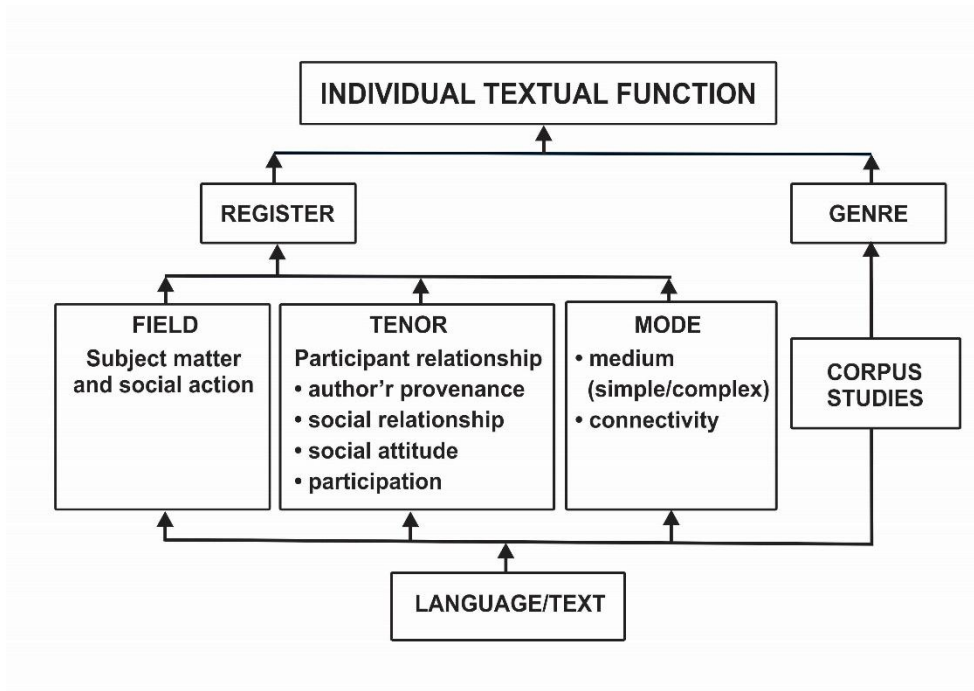 INDIVIDUAL TEXTUAL FUNCTION
REGISTER
GENRE
FIELD
Subject matter
and social action
TENOR
Participant relationship
• author’r provenance
• social relationship
• social attitude
• participation
MODE
• medium
(simple/complex)
• connectivity
CORPUS
STUDIES
LANGUAGE/TEXT